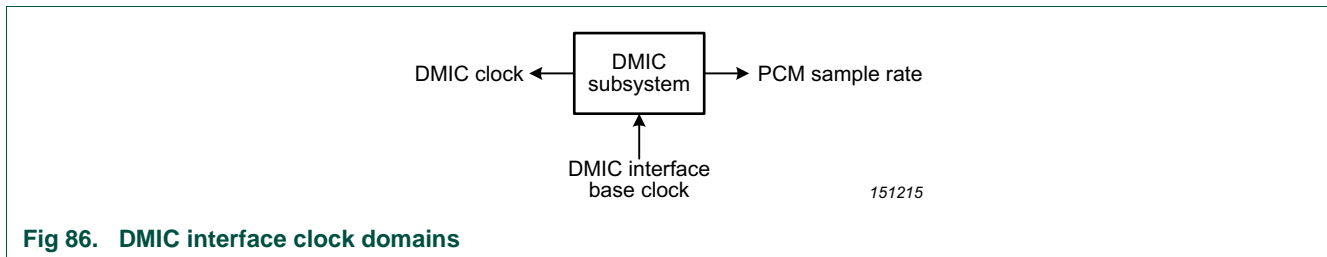 DMIC
subsystem
DMIC clock
PCM sample rate
DMIC interface
base clock
151215
Fig 86. DMIC interface clock domains